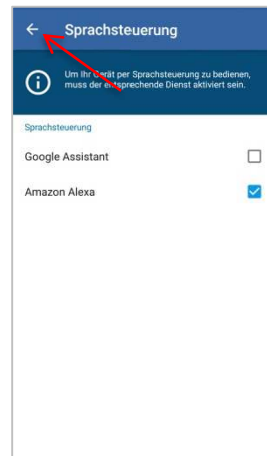 Sprachsteuerung
Um Ihr Gerät per Sprachsteuerung zu bedienen,
muss der entsprechende Dienst aktiviert sein.
Sprachsteuerung
Google Assistant
Amazon Alexa